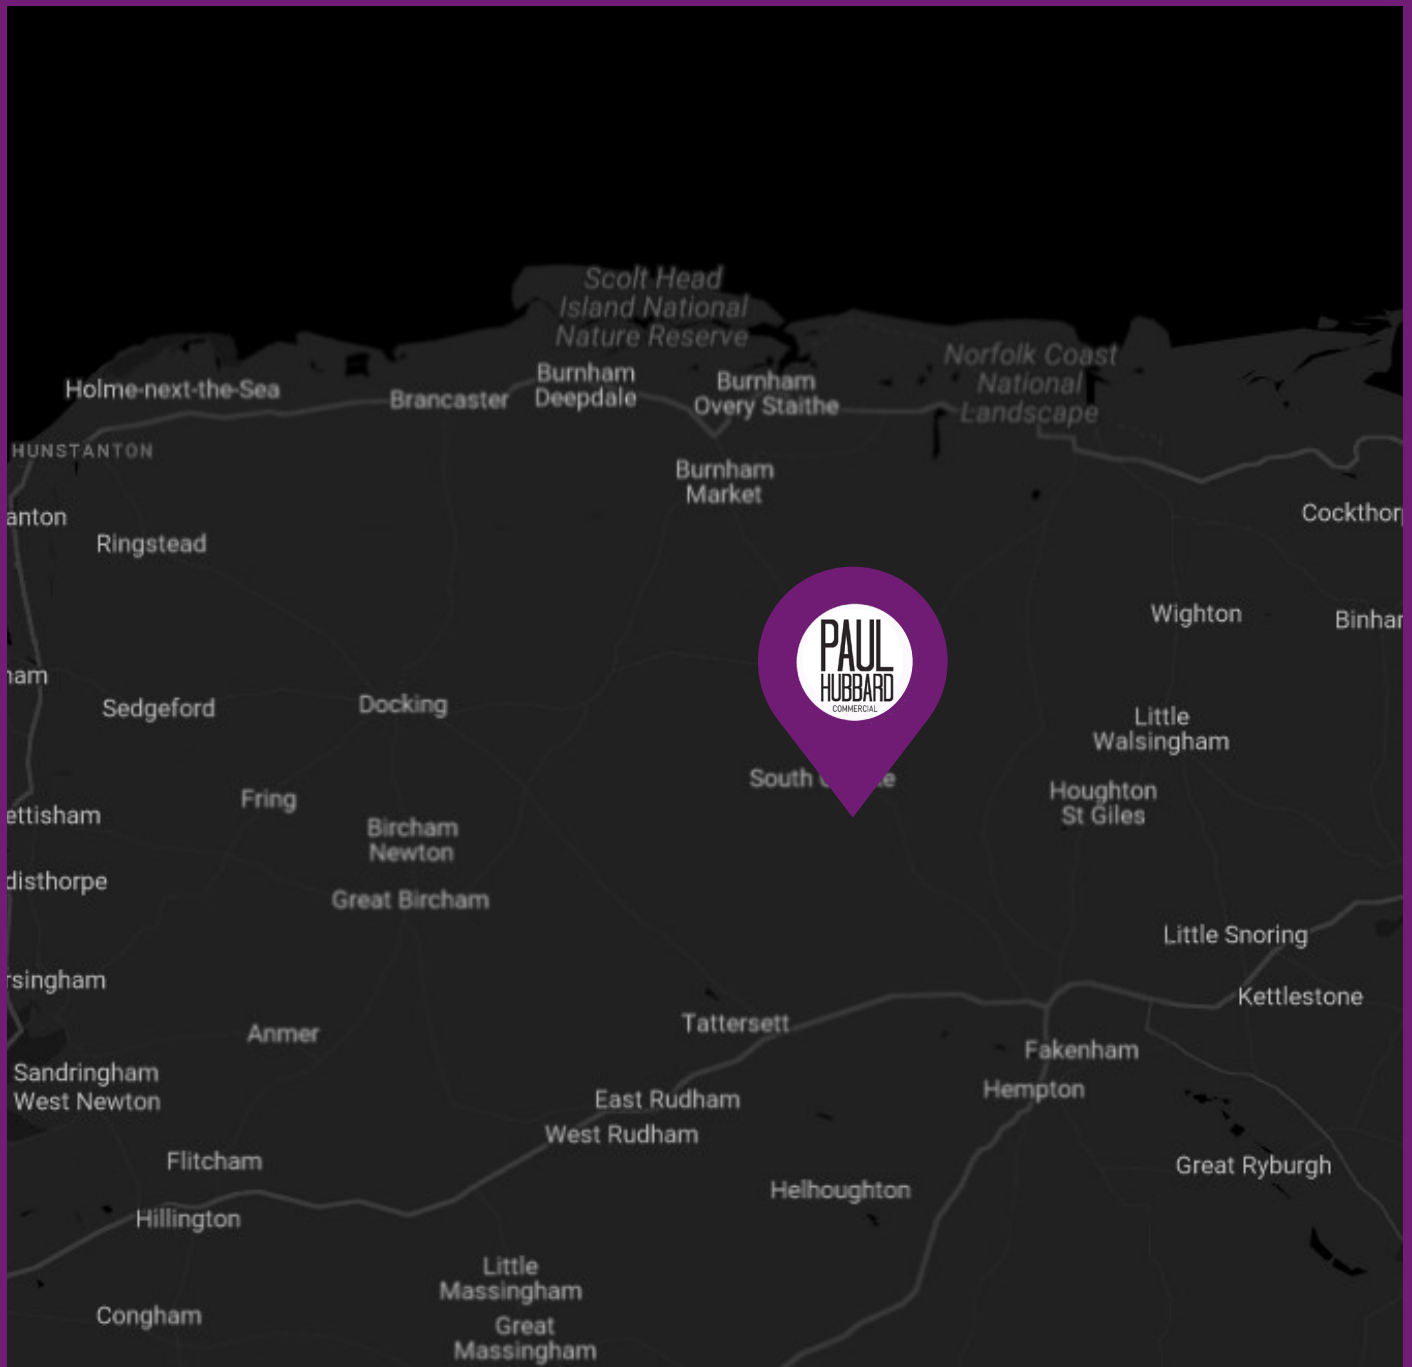 Scolt Head
Island National
Nature Reserve
Norfolk Coast
National
Landscape
Holme-next-the-Sea
Brancaster
Burnham
Deepdale
Burnham
Overy Staithe
HUNSTANTON
Burnham
Market
anton
Ringstead
Cockthor
Wighton
Binhar
PAUL
HUBBARD
COMMERCIAL
ham
Sedgeford
Docking
Little
Walsingham
South
Fring
Houghton
St Giles
ettisham
Bircham
Newton
disthorpe
Great Bircham
Little Snoring
rsingham
Kettlestone
Anmer
Tattersett
Fakenham
Sandringham
West Newton
East Rudham
Hempton
West Rudham
Flitcham
Great Ryburgh
Helhoughton
Hillington
Little
Massingham
Congham
Great
Massingham